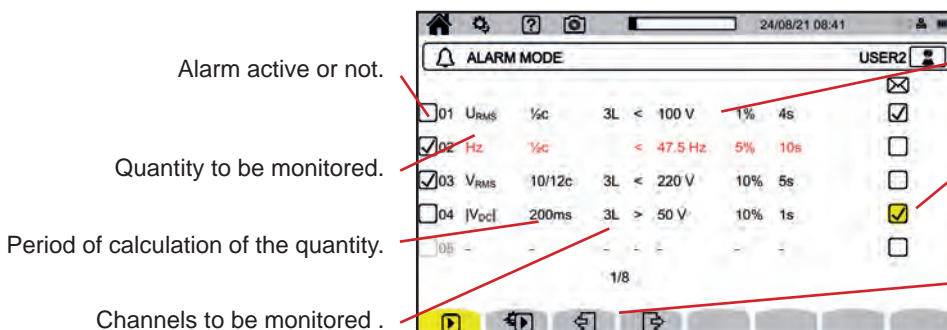 24/08/21 08:41
ALARM MODE USER2
Alarm active or not.
01 URMS ½c 3L < 100 V 1% 4s
02 Hz ½c < 47.5 Hz 5% 10s
Quantity to be monitored.
03 VRMS 10/12c 3L < 220 V 10% 5s
04 |VDC| 200ms 3L > 50 V 10% 1s
Period of calculation of the quantity.
05 - - - - - - -
1/8
Channels to be monitored .